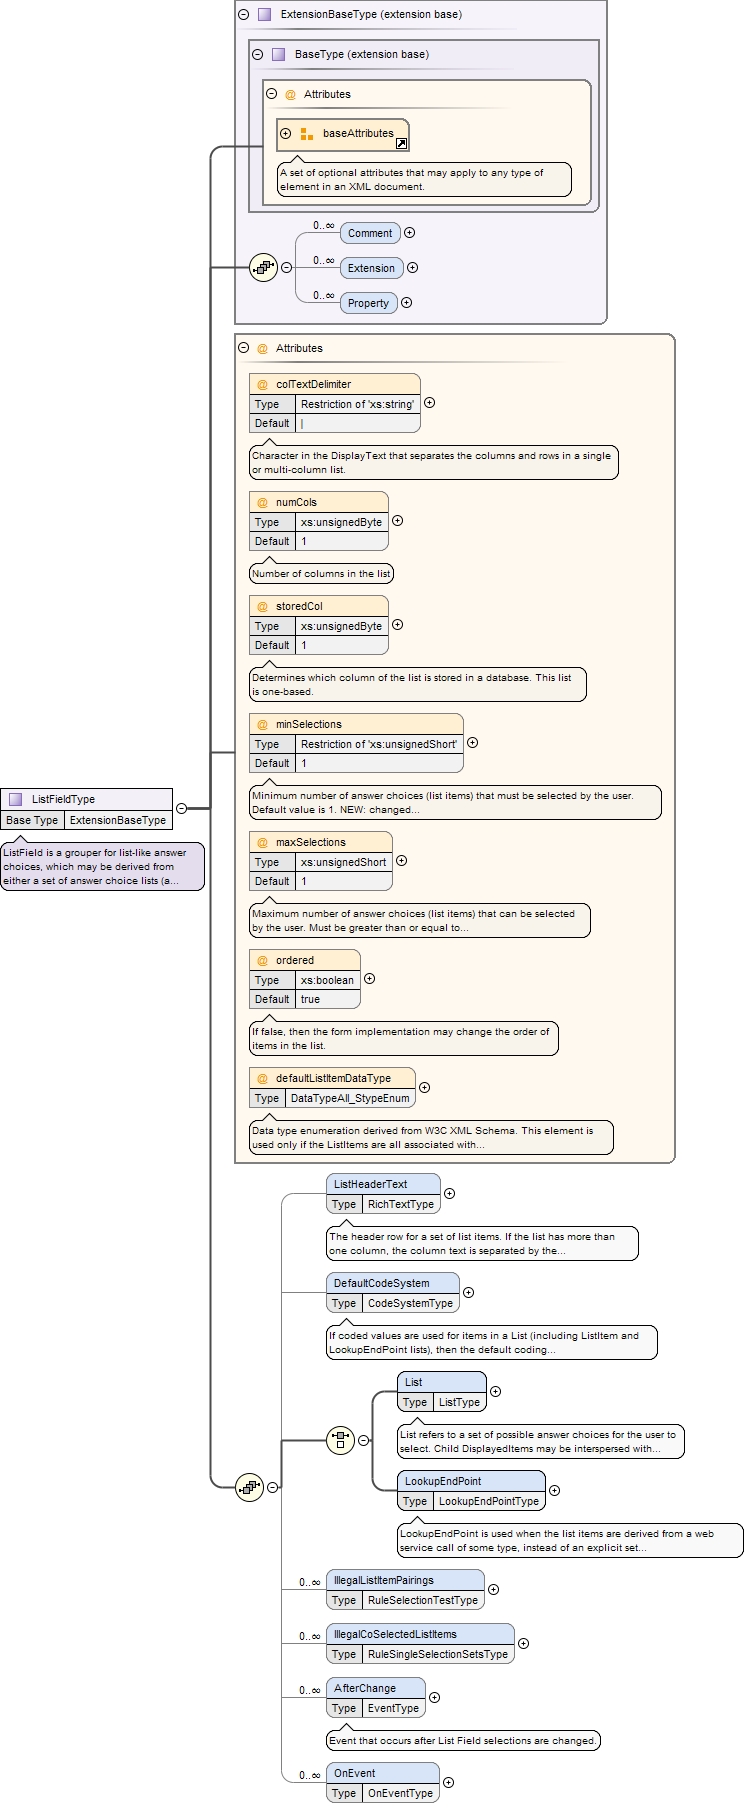 ExtensionBaseType (extension base)
BaseType (extension base)
@ Attributes
baseAttributes
A set of optional attributes that may apply to any type of
element in an XML document.
0..∞ Comment
0..∞ Extension
0..∞ Property
@ Attributes
@ colTextDelimiter
Type Restriction of 'xs:string'
Default |
Character in the DisplayText that separates the columns and rows in a single
or multi-column list.
@ numCols
Type xs:unsignedByte
Default 1
Number of columns in the list
@ storedCol
Type xs:unsignedByte
Default 1
Determines which column of the list is stored in a database. This list
is one-based.
@ minSelections
Type Restriction of 'xs:unsignedShort'
Default 1
Minimum number of answer choices (list items) that must be selected by the user.
Default value is 1. NEW: changed...
ListFieldType
Base Type ExtensionBaseType
ListField is a grouper for list-like answer
choices, which may be derived from
either a set of answer choice lists (a...
@ maxSelections
Type xs:unsignedShort
Default 1
Maximum number of answer choices (list items) that can be selected
by the user. Must be greater than or equal to...
@ ordered
Type xs:boolean
Default true
If false, then the form implementation may change the order of
items in the list.
@ defaultListItemDataType
Type DataTypeAll_StypeEnum
Data type enumeration derived from W3C XML Schema. This element is
used only if the ListItems are all associated with...
ListHeaderText
Type RichTextType
The header row for a set of list items. If the list has more than
one column, the column text is separated by the...
DefaultCodeSystem
Type CodeSystemType
If coded values are used for items in a List (including ListItem and
LookupEndPoint lists), then the default coding...
List
Type ListType
List refers to a set of possible answer choices for the user to
select. Child DisplayedItems may be interspersed with...
LookupEndPoint
Type LookupEndPointType
LookupEndPoint is used when the list items are derived from a web
service call of some type, instead of an explicit set...
0..∞ IllegalListItemPairings
Type RuleSelectionTestType
0..∞ IllegalCoSelectedListItems
Type RuleSingleSelectionSetsType
0..∞ AfterChange
Type EventType
Event that occurs after List Field selections are changed.
0..∞ OnEvent
Type OnEventType